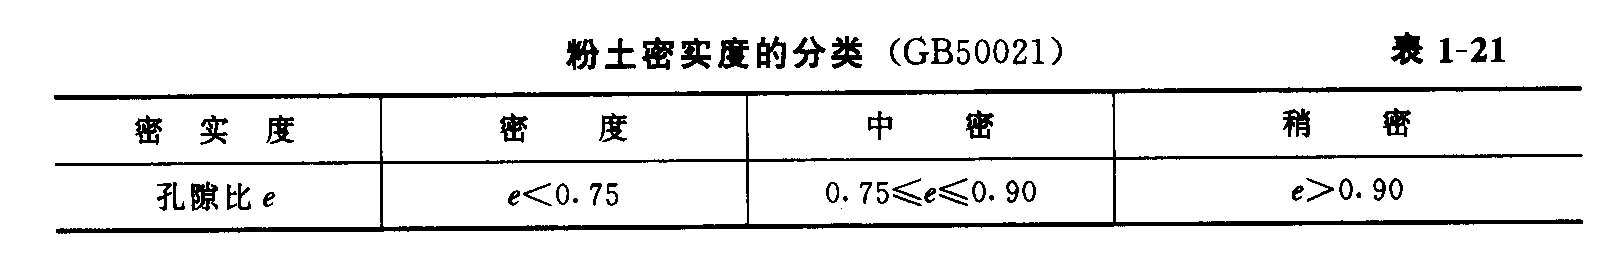 粉土密实度的分类（GB50021） 表 1-21
密实度 密度 中密 稍密
孔隙比 e e<0.75 0.75≤e≤0.90 e>0.90